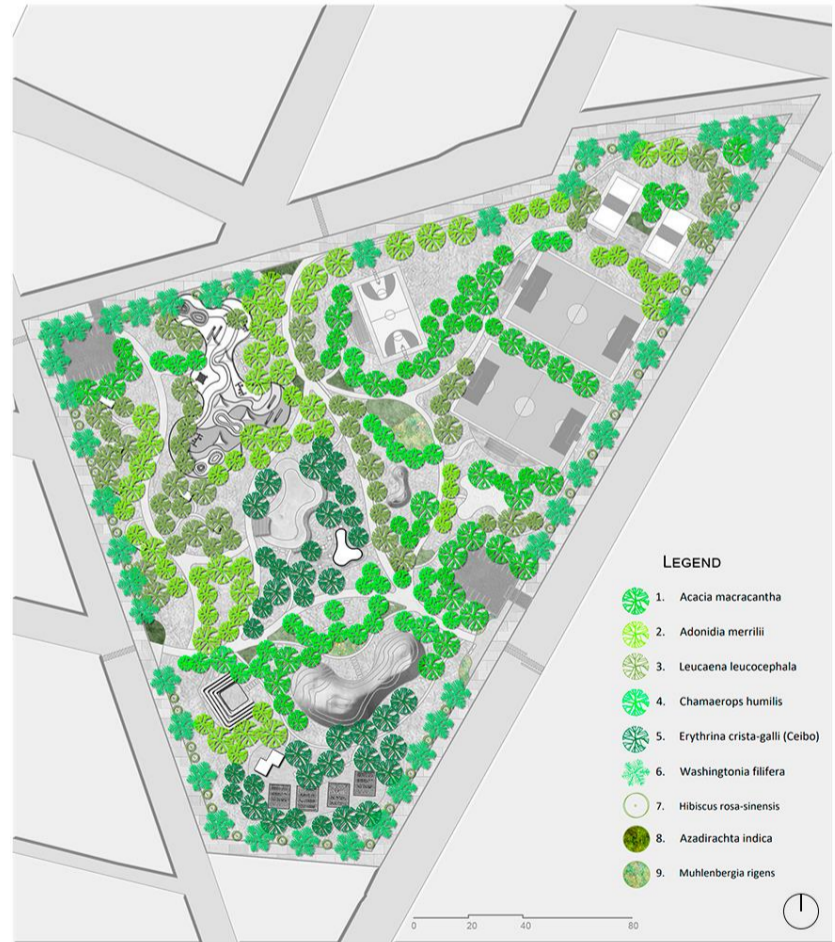 LEGEND
1. Acacia macracantha
2. Adonidia merrilii
3. Leucaena leucocephala
4. Chamaerops humilis
5. Erythrina crista-galli (Ceibo)
6. Washingtonia filifera
7. Hibiscus rosa-sinensis
8. Azadirachta indica
9. Muhlenbergia rigens
0 20 40 80